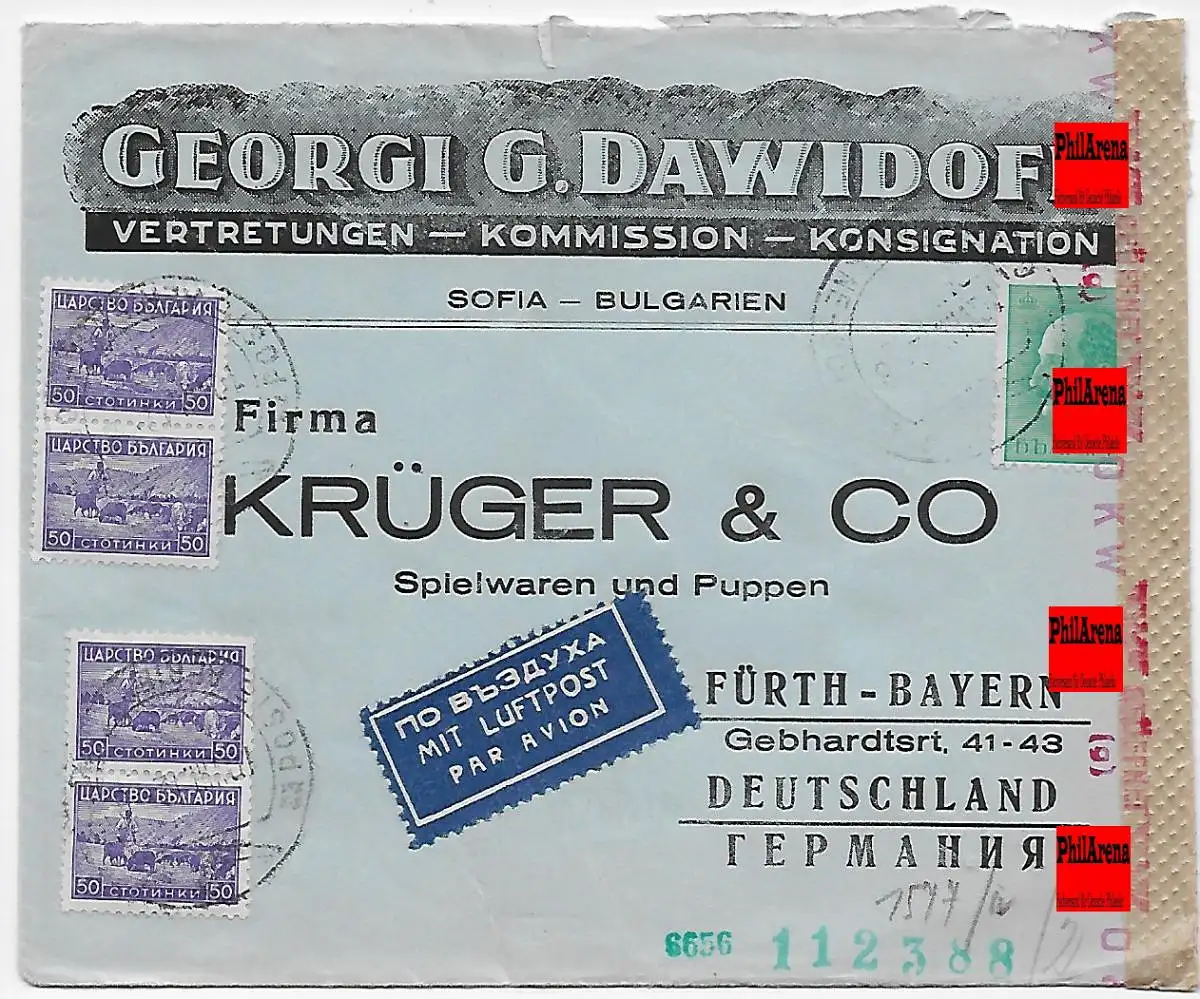 GEORGI G. DAWIDOF
VERTRETUNGEN — KOMMISSION — KONSIGNATION
SOFIA — BULGARIEN
ЦАРСТВО БЪЛГАРИЯ
50 СТОТИНКИ 50
ЦАРСТВО БЪЛГАРИЯ
50 СТОТИНКИ 50
Firma
KRÜGER & CO
Spielwaren und Puppen
ПО ВЪЗДУХА
MIT LUFTPOST
PAR AVION
ЦАРСТВО БЪЛГАРИЯ
50 СТОТИНКИ 50
ЦАРСТВО БЪЛГАРИЯ
50 СТОТИНКИ 50
FÜRTH - BAYERN
Gebhardtsrt. 41-43
DEUTSCHLAND
ГЕРМАНИЯ
6656 112388
PhilArena
PhilArena
PhilArena
PhilArena
(g)